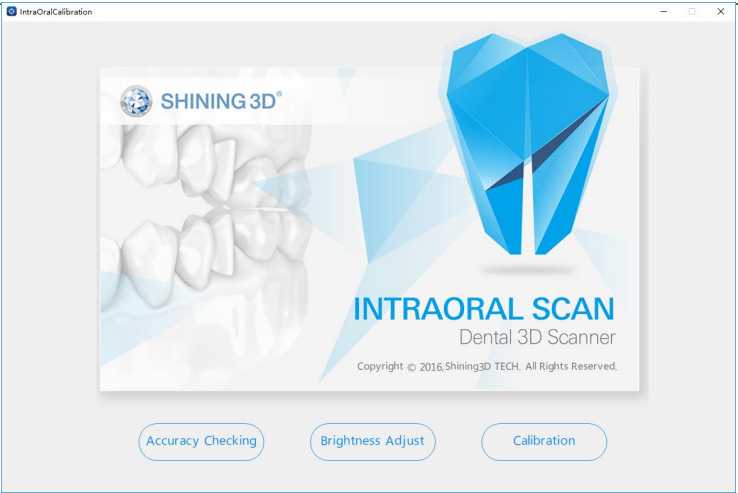 IntraOralCalibration
SHINING 3D®
INTRAORAL SCAN
Dental 3D Scanner
Copyright © 2016,Shining3D TECH. All Rights Reserved.
Accuracy Checking
Brightness Adjust
Calibration